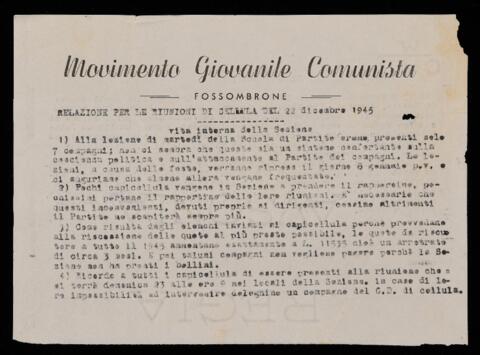 Movimento Giovanile Comunista
FOSSOMBRONE
RELAZIONE PER LE RIUNIONI DI CELLULA DEL 22 dicembre 1945
vita interna della Sezione
1) Alla lezione di martedì della Scuola di Partito erano presenti solo
7 compagni; non ci sembra che questo sia un sintomo confortante sulla
coscienza politica e sull'attaccamento al Partito dei compagni. Le le-
zioni, a causa delle feste, verranno riprese il giorno 8 gennaio p.v. e
ci auguriamo che allora vengano frequentate.
2) Pochi capicellula vengono in Sezione a prendere il rapporino, po-
chissimi portano il rapportino delle loro riunioni. E' necessario che
questi inconvenienti, dovuti proprio ai dirigenti, cessino altrimenti
il Partito ne scapiterà sempre più.
3) Come risulta dagli elenchi inviati ai capicellula perchè provvedano
alla riscossione delle quote al più presto possibile, le quote da riscuo-
tere a tutto il 1945 ammontano esattamente a L. 11535 cioè un arretrato
di circa 3 mesi. E poi taluni compagni non vogliono pagare perchè la Se-
zione non ha pronti i bollini.
4) Ricordo a tutti i capicellula di essere presenti alla riunione che
si terrà domenica 23 alle ore 9 nei locali della Sezione. In caso di lo-
ro impossibilità ad intervenire deleghino un compagno del C.D. di cellula.